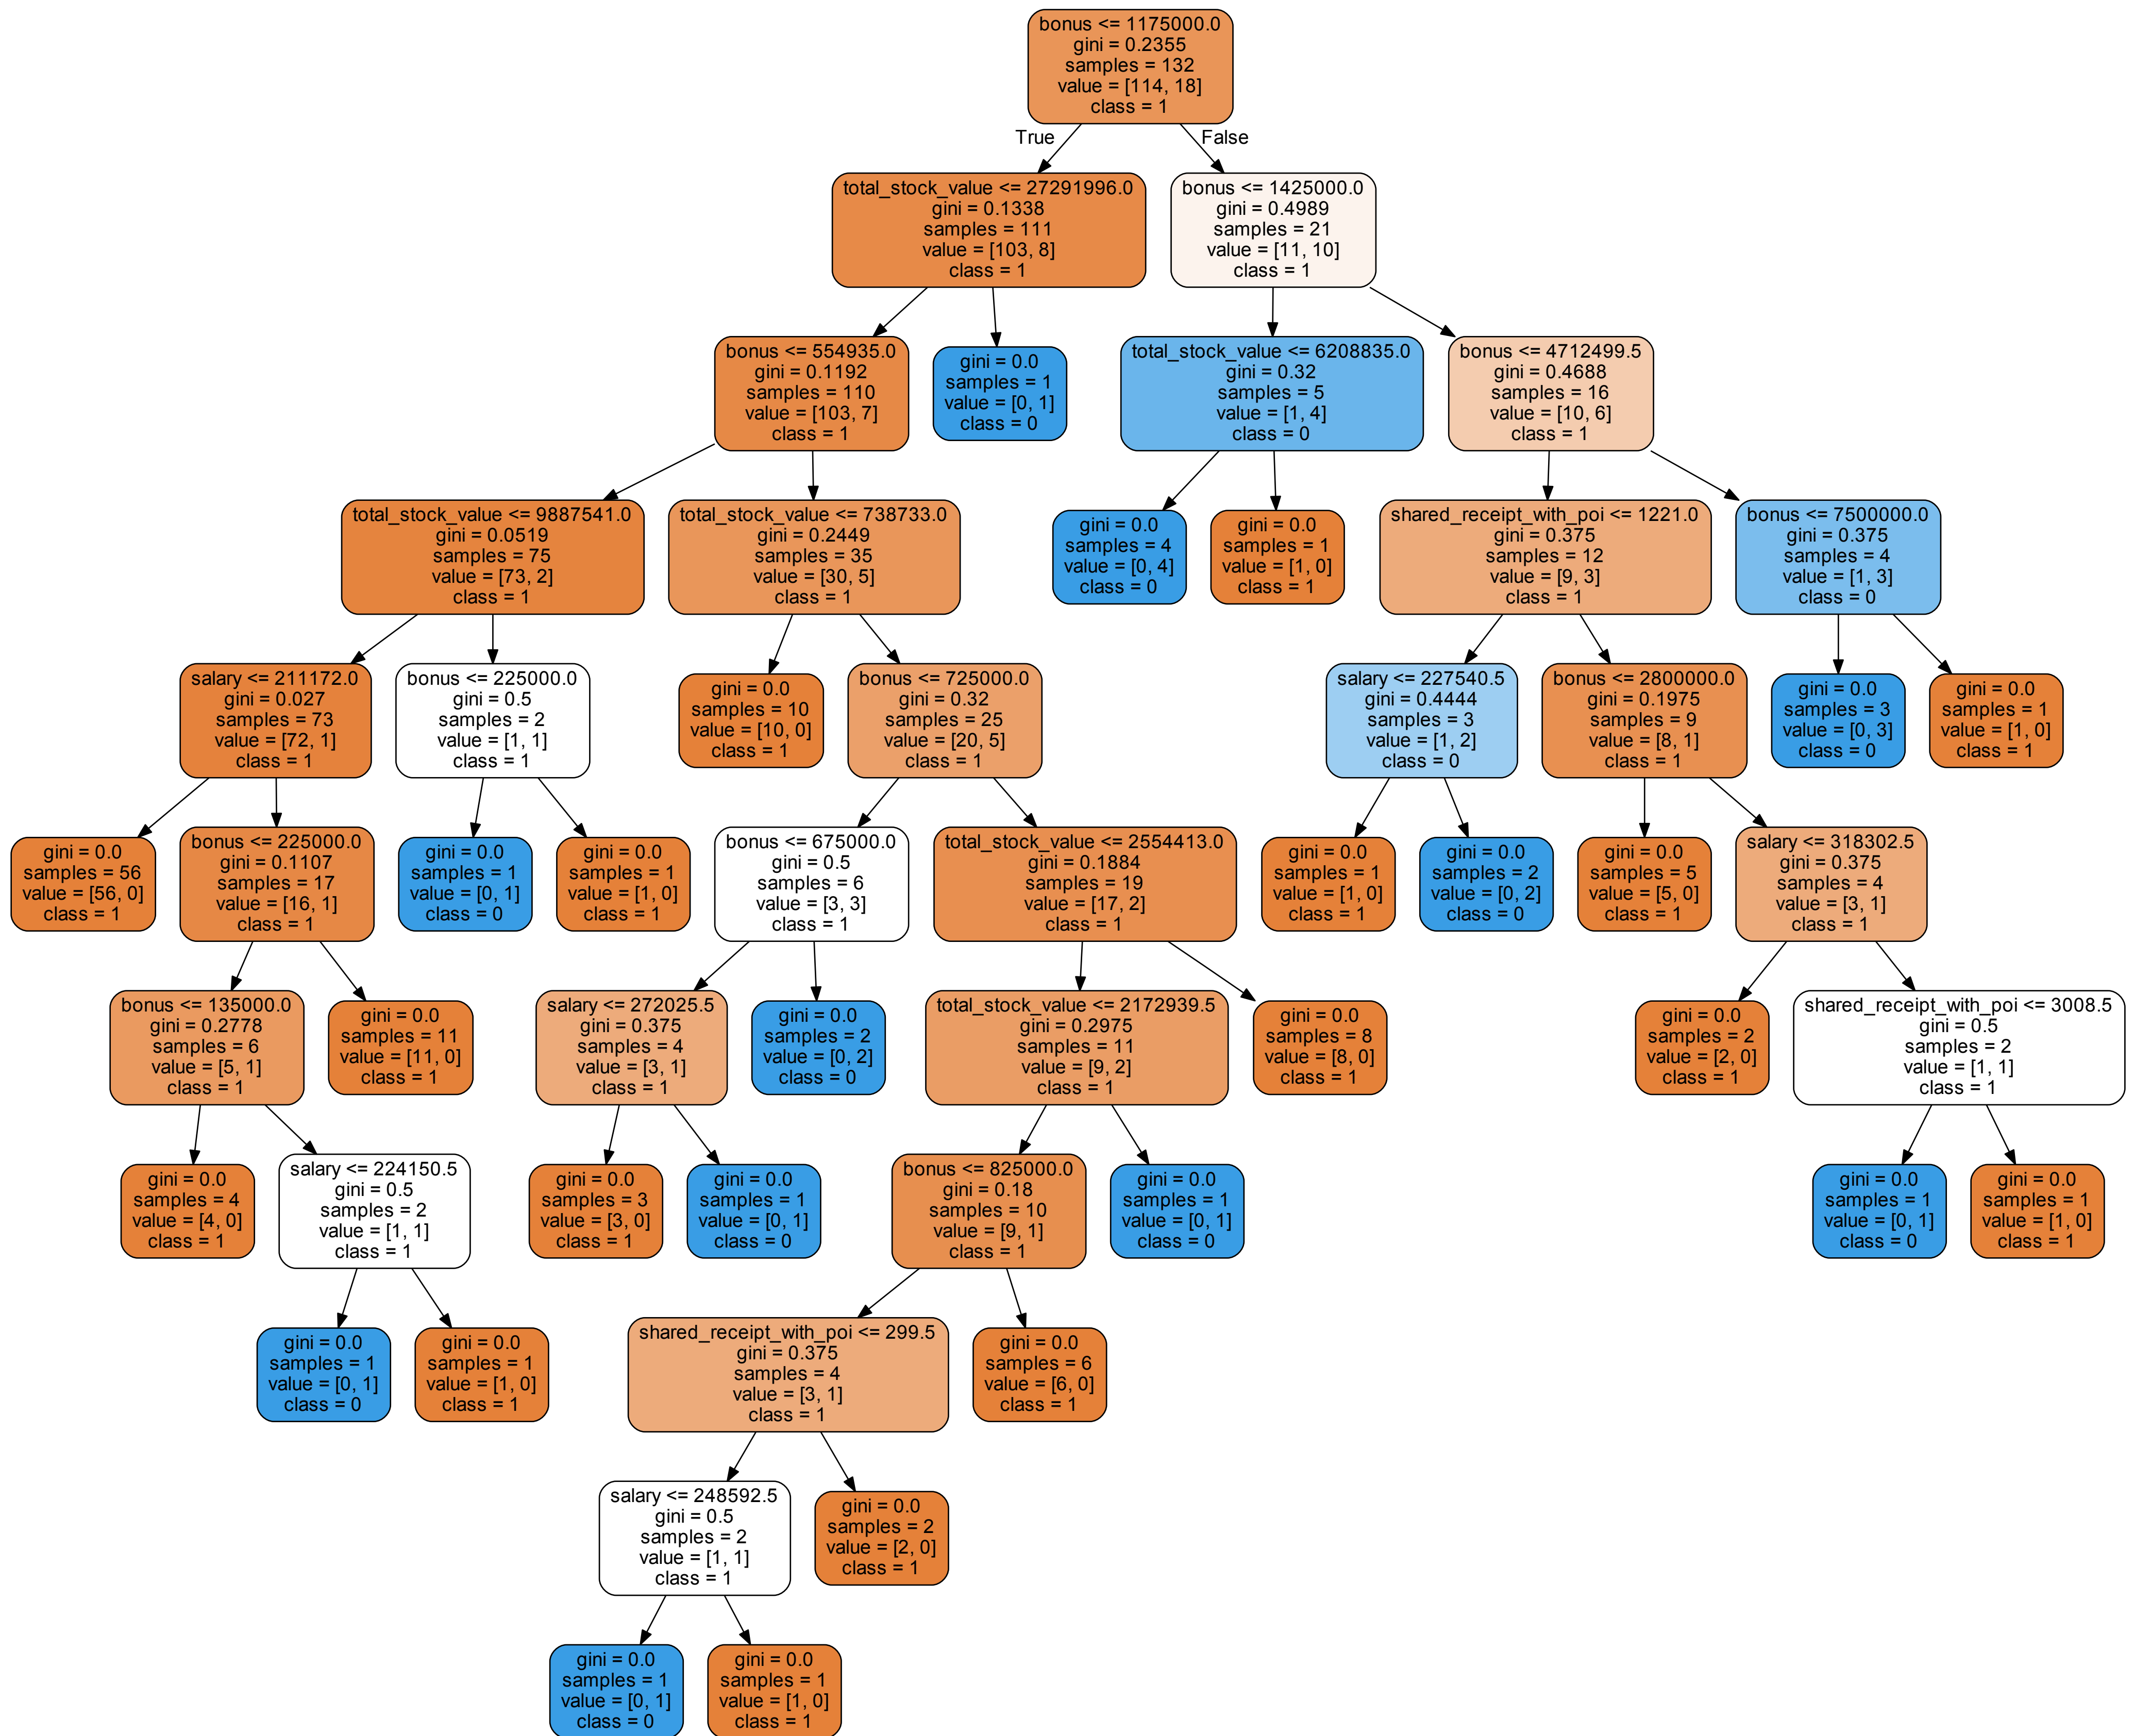 bonus <= 1175000.0
gini = 0.2355
samples = 132
value = [114, 18]
class = 1
True
False
total_stock_value <= 27291996.0
gini = 0.1338
samples = 111
value = [103, 8]
class = 1
bonus <= 1425000.0
gini = 0.4989
samples = 21
value = [11, 10]
class = 1
bonus <= 554935.0
gini = 0.1192
samples = 110
value = [103, 7]
class = 1
gini = 0.0
samples = 1
value = [0, 1]
class = 0
total_stock_value <= 6208835.0
gini = 0.32
samples = 5
value = [1, 4]
class = 0
bonus <= 4712499.5
gini = 0.4688
samples = 16
value = [10, 6]
class = 1
total_stock_value <= 9887541.0
gini = 0.0519
samples = 75
value = [73, 2]
class = 1
total_stock_value <= 738733.0
gini = 0.2449
samples = 35
value = [30, 5]
class = 1
gini = 0.0
samples = 4
value = [0, 4]
class = 0
gini = 0.0
samples = 1
value = [1, 0]
class = 1
shared_receipt_with_poi <= 1221.0
gini = 0.375
samples = 12
value = [9, 3]
class = 1
bonus <= 7500000.0
gini = 0.375
samples = 4
value = [1, 3]
class = 0
salary <= 211172.0
gini = 0.027
samples = 73
value = [72, 1]
class = 1
bonus <= 225000.0
gini = 0.5
samples = 2
value = [1, 1]
class = 1
gini = 0.0
samples = 10
value = [10, 0]
class = 1
bonus <= 725000.0
gini = 0.32
samples = 25
value = [20, 5]
class = 1
salary <= 227540.5
gini = 0.4444
samples = 3
value = [1, 2]
class = 0
bonus <= 2800000.0
gini = 0.1975
samples = 9
value = [8, 1]
class = 1
gini = 0.0
samples = 3
value = [0, 3]
class = 0
gini = 0.0
samples = 1
value = [1, 0]
class = 1
gini = 0.0
samples = 56
value = [56, 0]
class = 1
bonus <= 225000.0
gini = 0.1107
samples = 17
value = [16, 1]
class = 1
gini = 0.0
samples = 1
value = [0, 1]
class = 0
gini = 0.0
samples = 1
value = [1, 0]
class = 1
bonus <= 675000.0
gini = 0.5
samples = 6
value = [3, 3]
class = 1
total_stock_value <= 2554413.0
gini = 0.1884
samples = 19
value = [17, 2]
class = 1
gini = 0.0
samples = 1
value = [1, 0]
class = 1
gini = 0.0
samples = 2
value = [0, 2]
class = 0
gini = 0.0
samples = 5
value = [5, 0]
class = 1
salary <= 318302.5
gini = 0.375
samples = 4
value = [3, 1]
class = 1
bonus <= 135000.0
gini = 0.2778
samples = 6
value = [5, 1]
class = 1
gini = 0.0
samples = 11
value = [11, 0]
class = 1
salary <= 272025.5
gini = 0.375
samples = 4
value = [3, 1]
class = 1
gini = 0.0
samples = 2
value = [0, 2]
class = 0
total_stock_value <= 2172939.5
gini = 0.2975
samples = 11
value = [9, 2]
class = 1
gini = 0.0
samples = 8
value = [8, 0]
class = 1
gini = 0.0
samples = 2
value = [2, 0]
class = 1
shared_receipt_with_poi <= 3008.5
gini = 0.5
samples = 2
value = [1, 1]
class = 1
gini = 0.0
samples = 4
value = [4, 0]
class = 1
salary <= 224150.5
gini = 0.5
samples = 2
value = [1, 1]
class = 1
gini = 0.0
samples = 3
value = [3, 0]
class = 1
gini = 0.0
samples = 1
value = [0, 1]
class = 0
bonus <= 825000.0
gini = 0.18
samples = 10
value = [9, 1]
class = 1
gini = 0.0
samples = 1
value = [0, 1]
class = 0
gini = 0.0
samples = 1
value = [0, 1]
class = 0
gini = 0.0
samples = 1
value = [1, 0]
class = 1
gini = 0.0
samples = 1
value = [0, 1]
class = 0
gini = 0.0
samples = 1
value = [1, 0]
class = 1
shared_receipt_with_poi <= 299.5
gini = 0.375
samples = 4
value = [3, 1]
class = 1
gini = 0.0
samples = 6
value = [6, 0]
class = 1
salary <= 248592.5
gini = 0.5
samples = 2
value = [1, 1]
class = 1
gini = 0.0
samples = 2
value = [2, 0]
class = 1
gini = 0.0
samples = 1
value = [0, 1]
class = 0
gini = 0.0
samples = 1
value = [1, 0]
class = 1